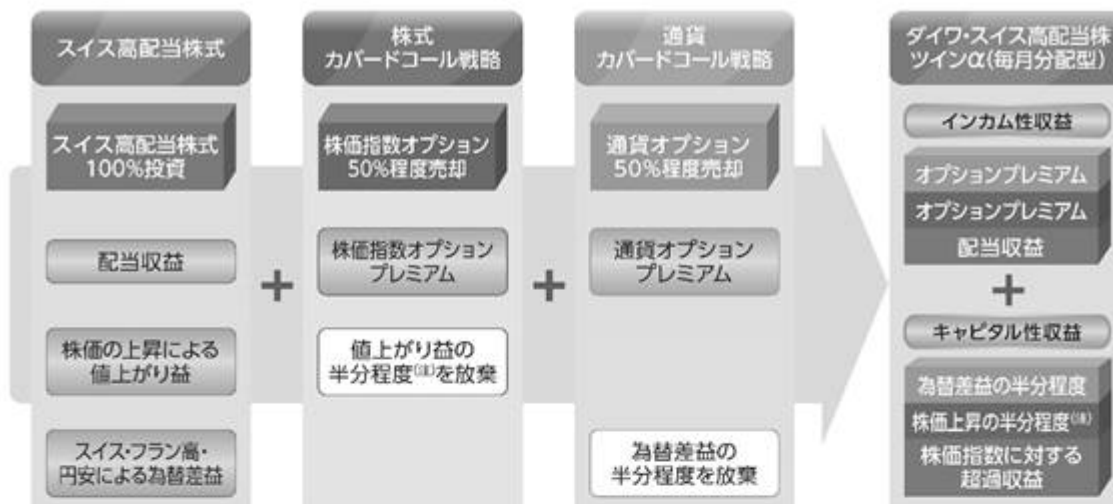 スイス高配当株式
株式
カバードコール戦略
通貨
カバードコール戦略
ダイワ・スイス高配当株
ツインα(毎月分配型)
スイス高配当株式
100%投資
配当収益
株価の上昇による
値上がり益
スイス・フラン高・
円安による為替差益
+
株価指数オプション
50%程度売却
株価指数オプション
プレミアム
値上がり益の
半分程度(注)を放棄
+
通貨オプション
50%程度売却
通貨オプション
プレミアム
為替差益の
半分程度を放棄
インカム性収益
オプションプレミアム
オプションプレミアム
配当収益
+
キャピタル性収益
為替差益の半分程度
株価上昇の半分程度(注)
株価指数に対する
超過収益